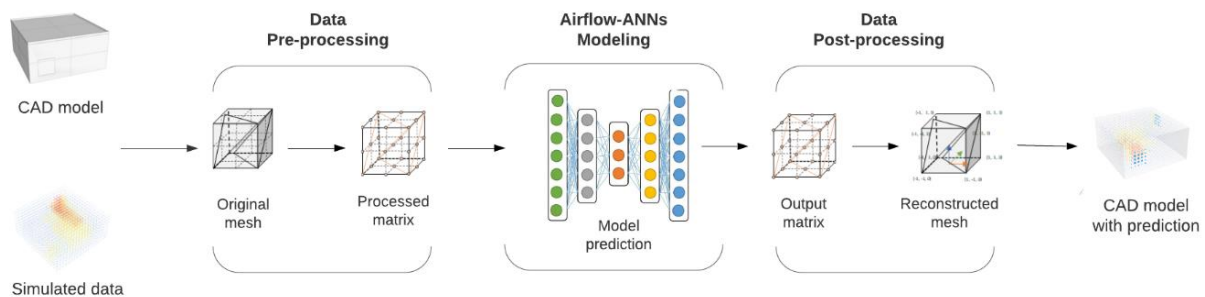 Data
Pre-processing
Airflow-ANNs
Modeling
Data
Post-processing
CAD model
Simulated data
Original
mesh
Processed
matrix
Model
prediction
Output
matrix
Reconstructed
mesh
CAD model
with prediction